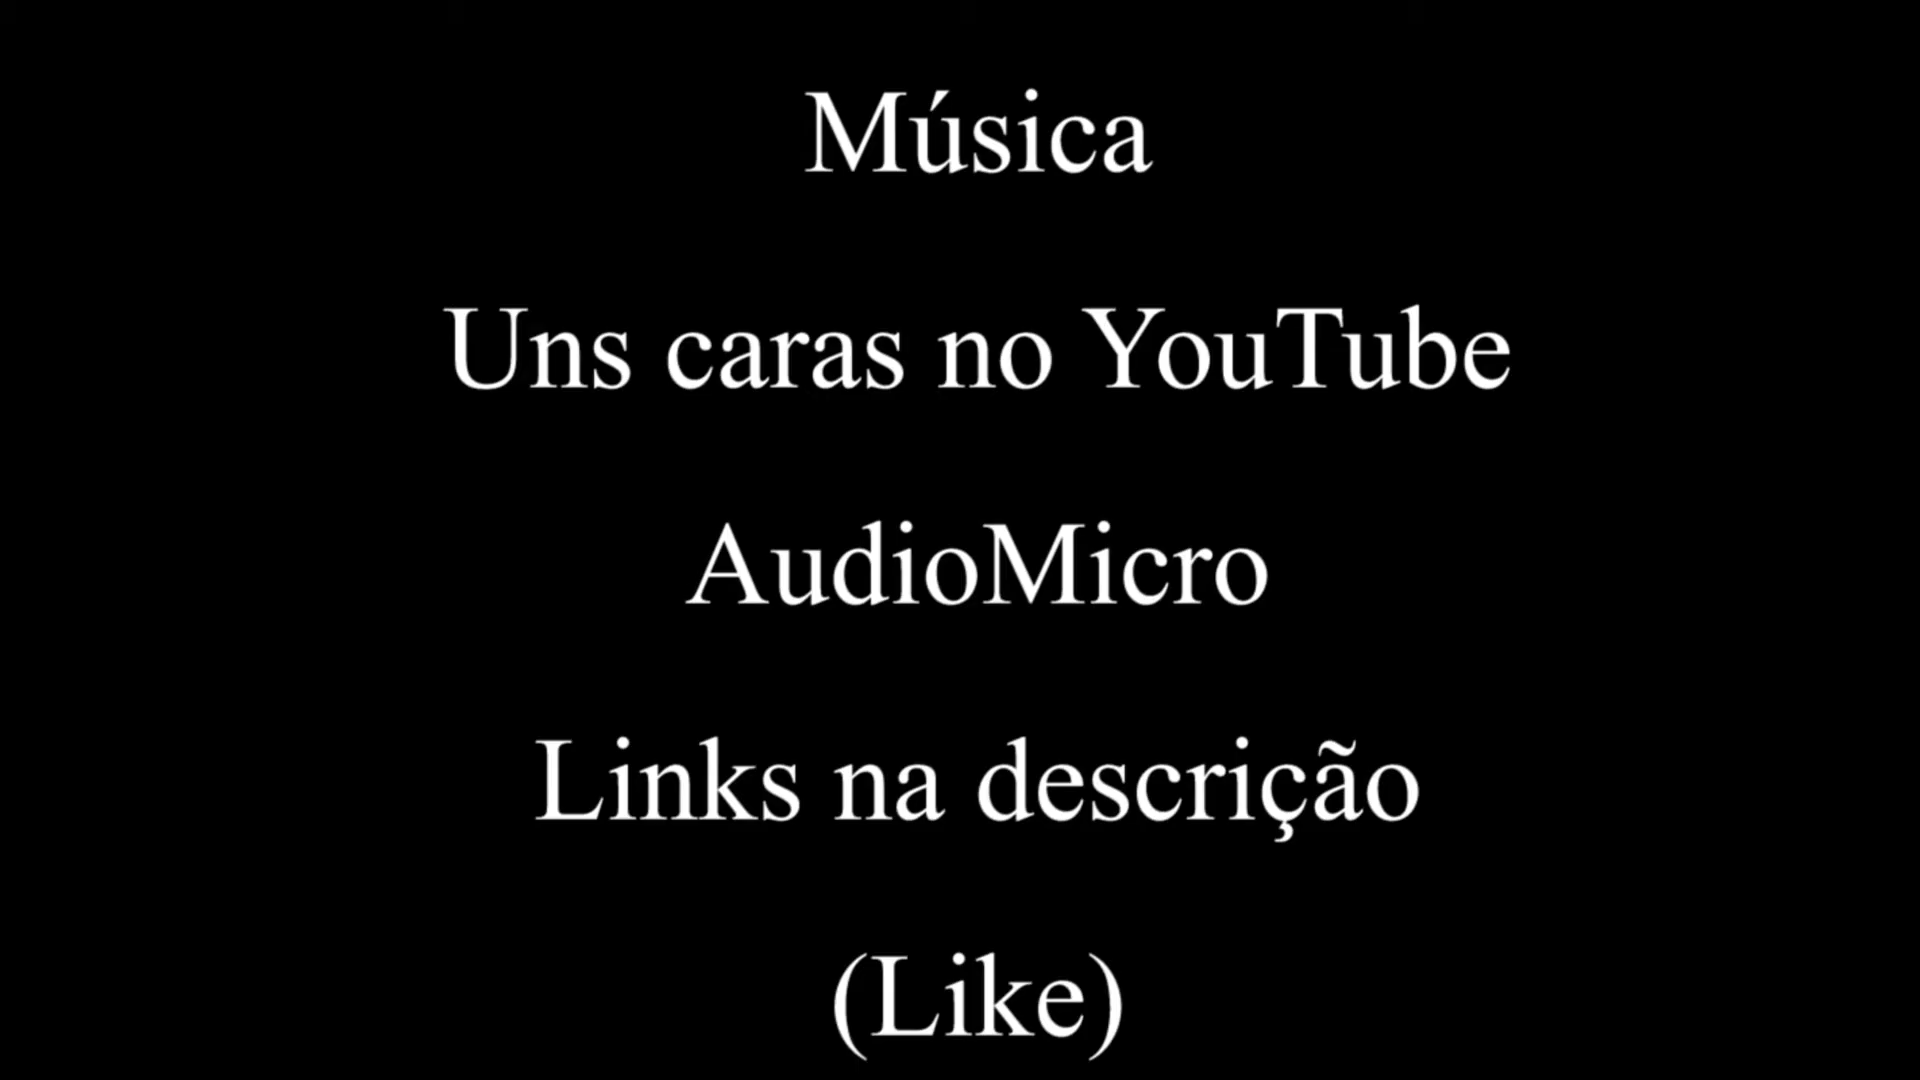 Música
Uns caras no YouTube
AudioMicro
Links na descrição
(Like)